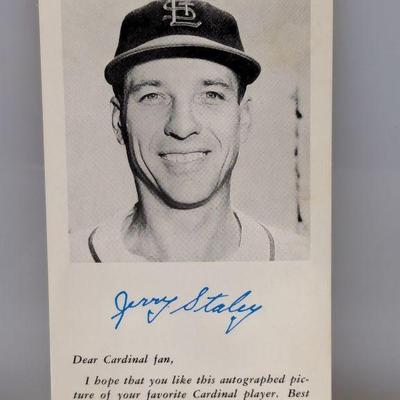 STL
Jerry Staley
Dear Cardinal fan,
I hope that you like this autographed pic-
ture of your favorite Cardinal player. Best